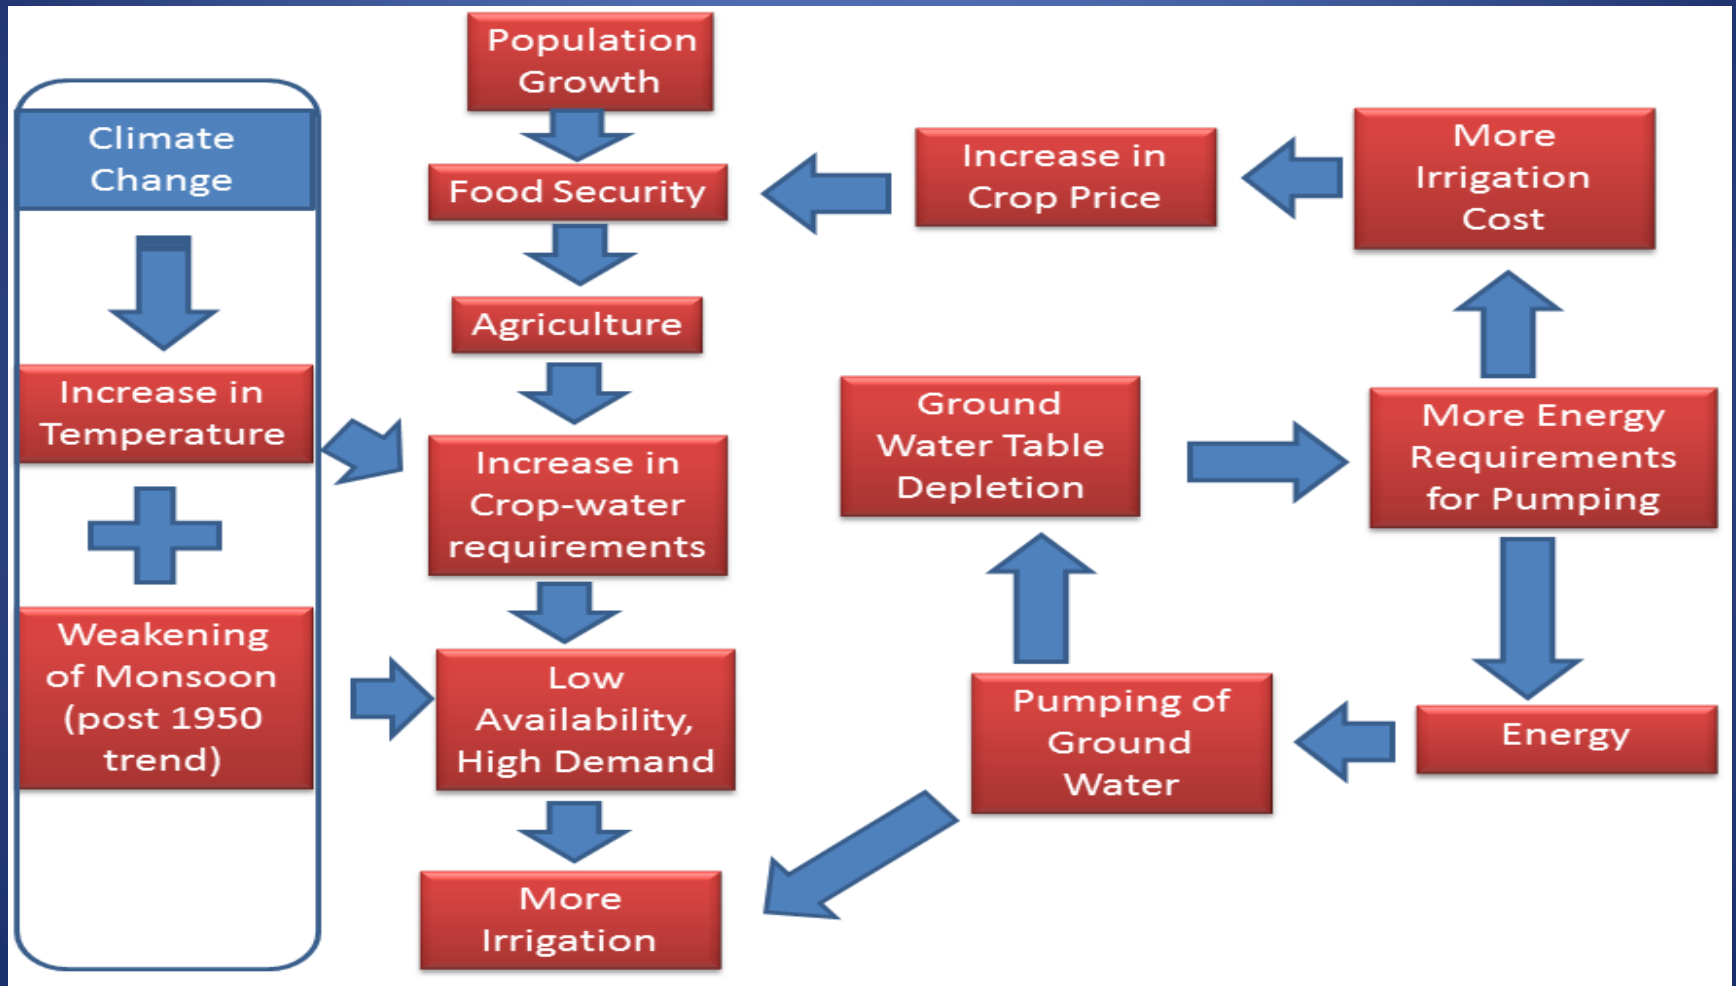 Population
Growth
Climate
Change
Food Security
Increase in
Crop Price
More
Irrigation
Cost
Agriculture
Increase in
Temperature
Increase in
Crop-water
requirements
Ground
Water Table
Depletion
More Energy
Requirements
for Pumping
Weakening
of Monsoon
(post 1950
trend)
Low
Availability,
High Demand
Pumping of
Ground
Water
Energy
More
Irrigation